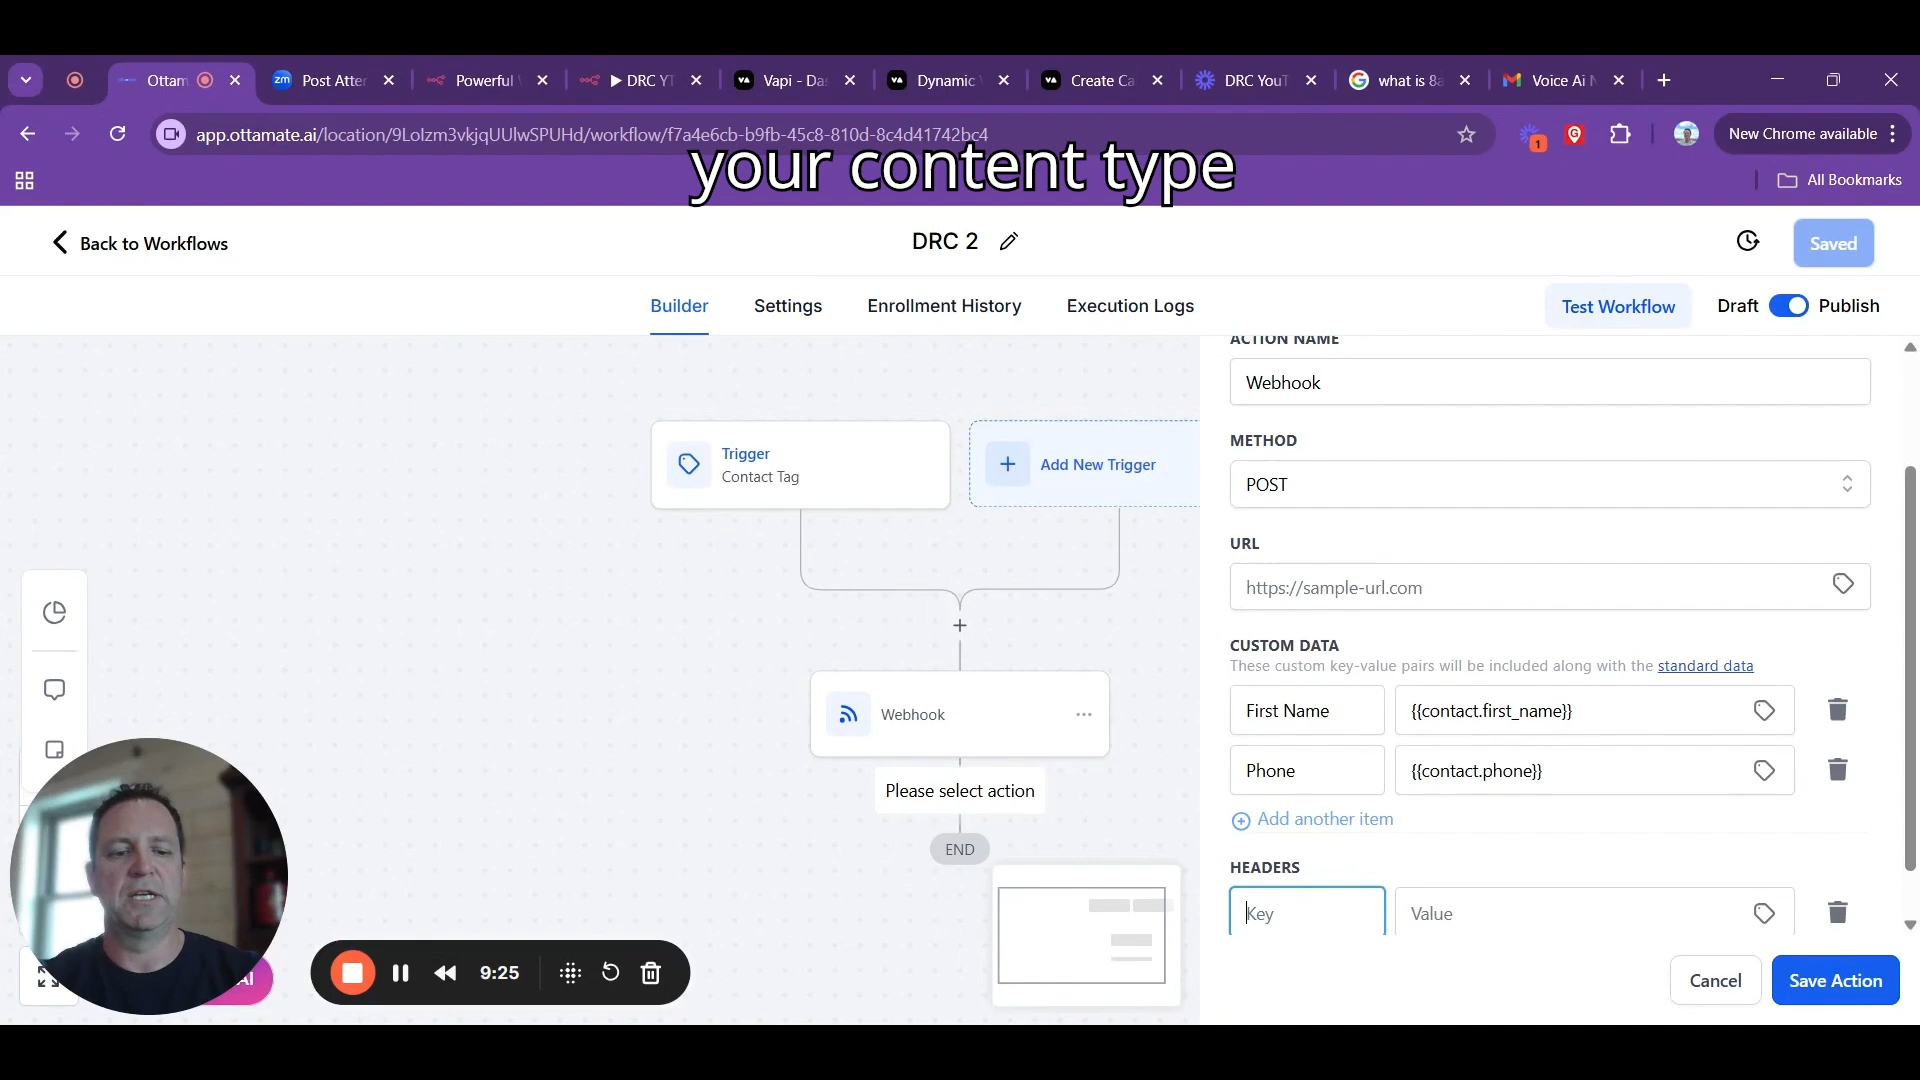 Ottam
Post Atter
Powerful
DRC YT
Vapi - Das
Dynamic
Create Ca
DRC YouT
what is 8a
Voice Ai N
app.ottamate.ai/location/9LoIzm3vkjqUUlwSPUHd/workflow/f7a4e6cb-b9fb-45c8-810d-8c4d41742bc4
New Chrome available
1
your content type
All Bookmarks
Back to Workflows
DRC 2
Saved
Builder
Settings
Enrollment History
Execution Logs
Test Workflow
Draft
Publish
ACTION NAME
Webhook
METHOD
POST
URL
https://sample-url.com
CUSTOM DATA
These custom key-value pairs will be included along with the standard data
First Name
{{contact.first_name}}
Phone
{{contact.phone}}
Add another item
HEADERS
Key
Value
Cancel
Save Action
Trigger
Contact Tag
Add New Trigger
Webhook
Please select action
END
AI
9:25